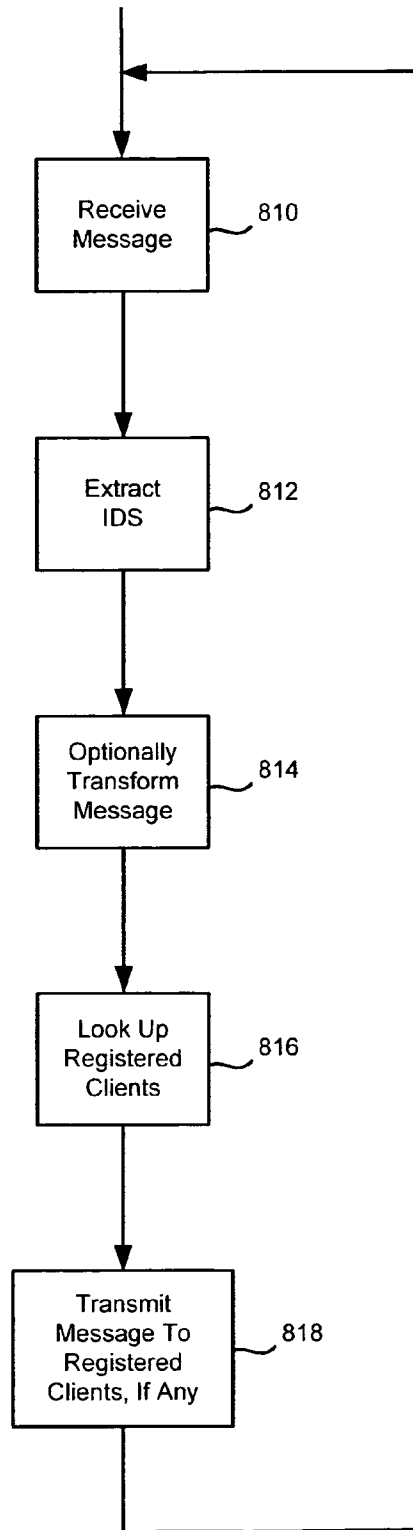 Receive
Message
810
Extract
IDS
812
Optionally
Transform
Message
814
Look Up
Registered
Clients
816
Transmit
Message To
Registered
Clients, If Any
818